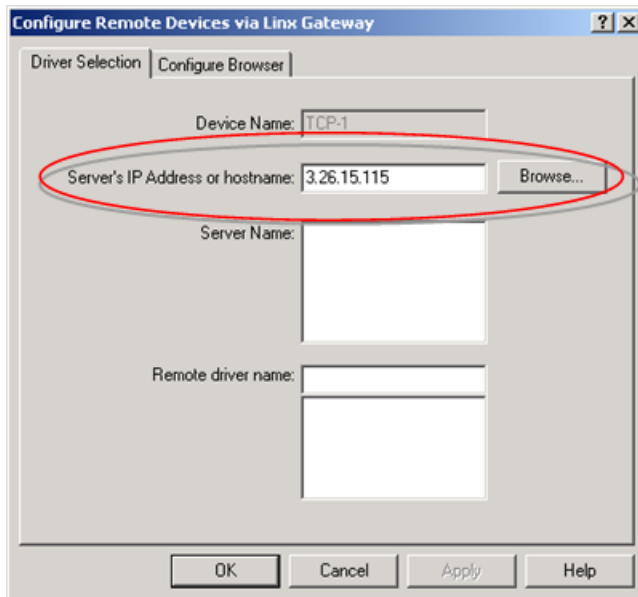 Configure Remote Devices via Linx Gateway
Driver Selection Configure Browser
Device Name: TCP-1
Server's IP Address or hostname: 3.26.15.115 Browse...
Server Name:
Remote driver name:
OK Cancel Apply Help